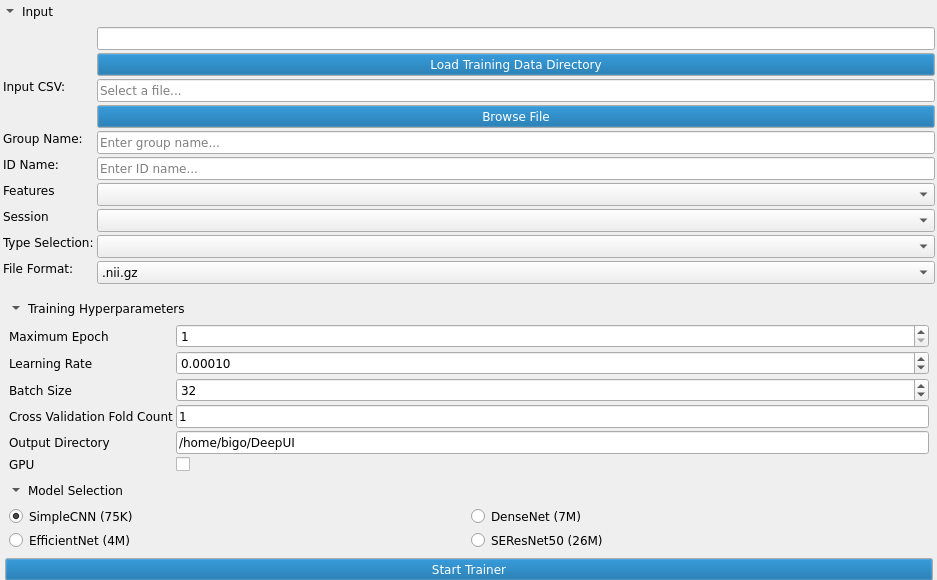 Input
Load Training Data Directory
Input CSV: Select a file...
Browse File
Group Name: Enter group name...
ID Name: Enter ID name...
Features
Session
Type Selection:
File Format: .nii.gz
Training Hyperparameters
Maximum Epoch 1
Learning Rate 0.00010
Batch Size 32
Cross Validation Fold Count 1
Output Directory /home/bigo/DeepUI
GPU
Model Selection
SimpleCNN (75K) DenseNet (7M)
EfficientNet (4M) SEResNet50 (26M)
Start Trainer